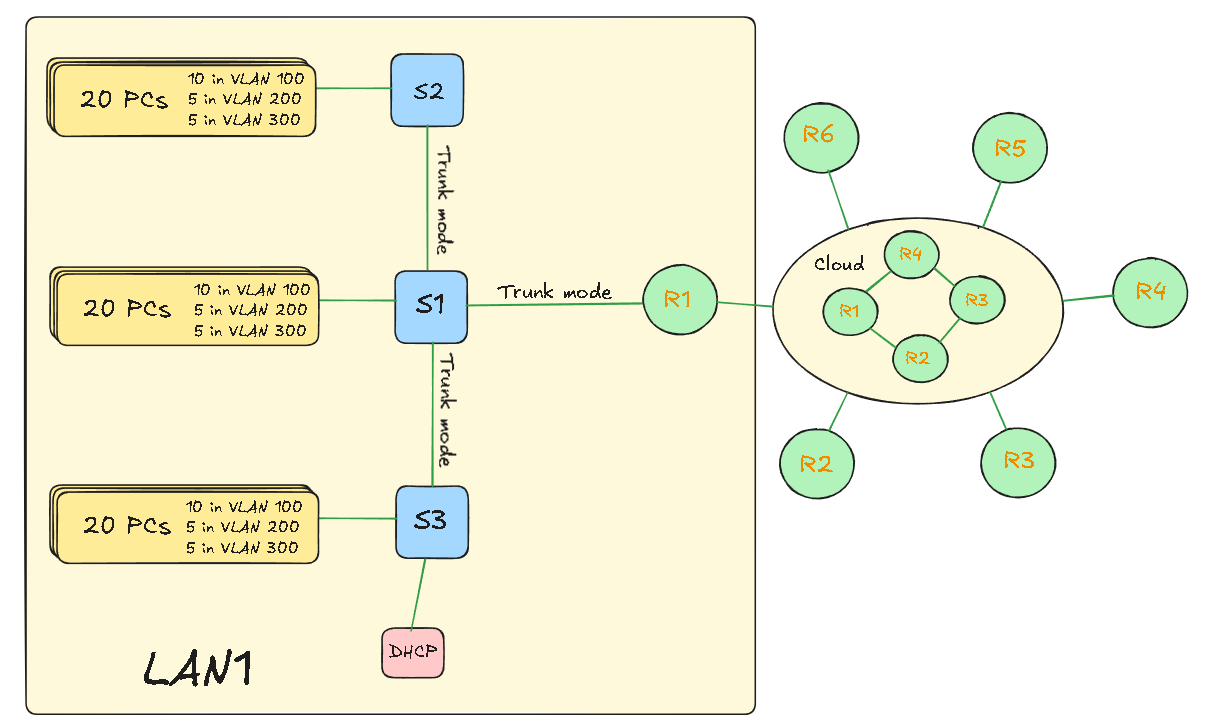 20 PCs
10 in VLAN 100
5 in VLAN 200
5 in VLAN 300
S2
Trunk mode
20 PCs
10 in VLAN 100
5 in VLAN 200
5 in VLAN 300
S1
Trunk mode
R1
Trunk mode
20 PCs
10 in VLAN 100
5 in VLAN 200
5 in VLAN 300
S3
DHCP
LAN1
R6
R5
Cloud
R4
R1
R3
R2
R4
R2
R3